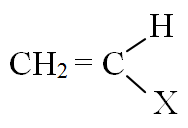 H
CH₂ = C
X